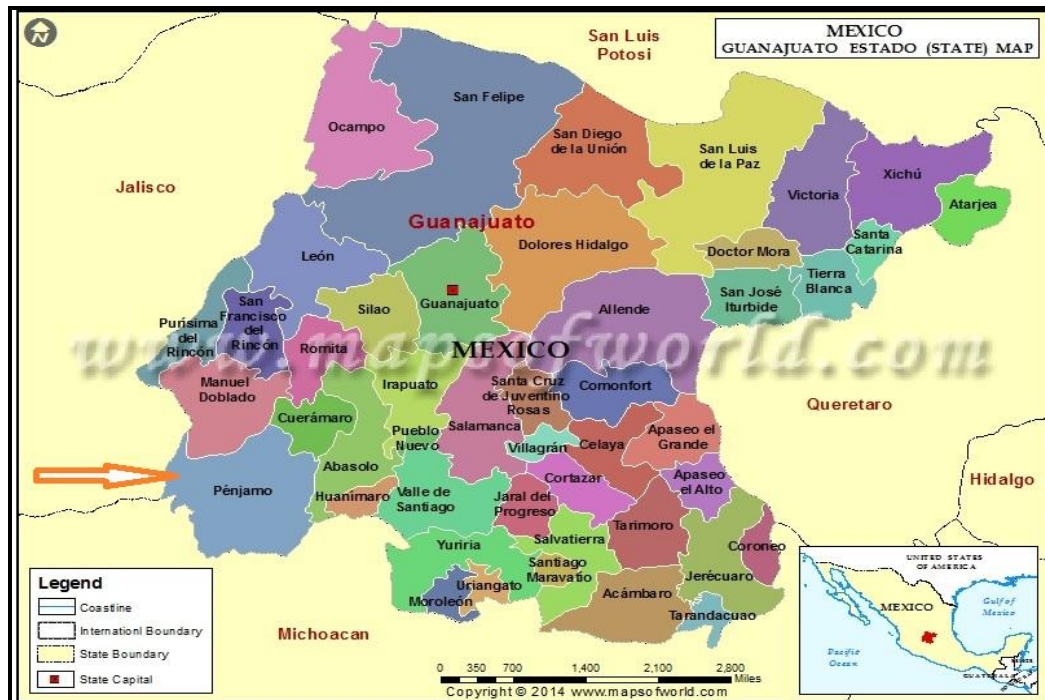 N
MEXICO
GUANAJUATO ESTADO (STATE) MAP
San Luis
Potosi
San Felipe
Ocampo
San Diego
de la Unión
San Luis
de la Paz
Xichú
Jalisco
Victoria
Atarjea
Guanajuato
Dolores Hidalgo
Santa
Catarina
Doctor Mora
León
Tierra
Blanca
San José
Iturbide
Guanajuato
Silao
Allende
San
Francisco
del
Rincón
Purísima
del
Rincón
Romita
www.mapsofworld.com
MEXICO
Manuel
Doblado
Irapuato
Santa Cruz
de Juventino
Rosas
Comonfort
Queretaro
Cuerámaro
Pueblo
Nuevo
Salamanca
Villagrán
Celaya
Apaseo el
Grande
Abasolo
Cortazar
Apaseo
el Alto
Hidalgo
Pénjamo
Huanímaro
Valle de
Santiago
Jaral del
Progreso
Tarimoro
Yuriria
Salvatierra
Coroneo
Santiago
Maravatío
Jerécuaro
Uriangato
Moroleón
Acámbaro
Tarandacuao
Michoacan
Legend
Coastline
Internationl Boundary
State Boundary
State Capital
0 350 700 1,400 2,100 2,800
Miles
Copyright © 2014 www.mapsofworld.com
UNITED STATES
OF AMERICA
MEXICO
Gulf of
Mexico
Pacific
Ocean